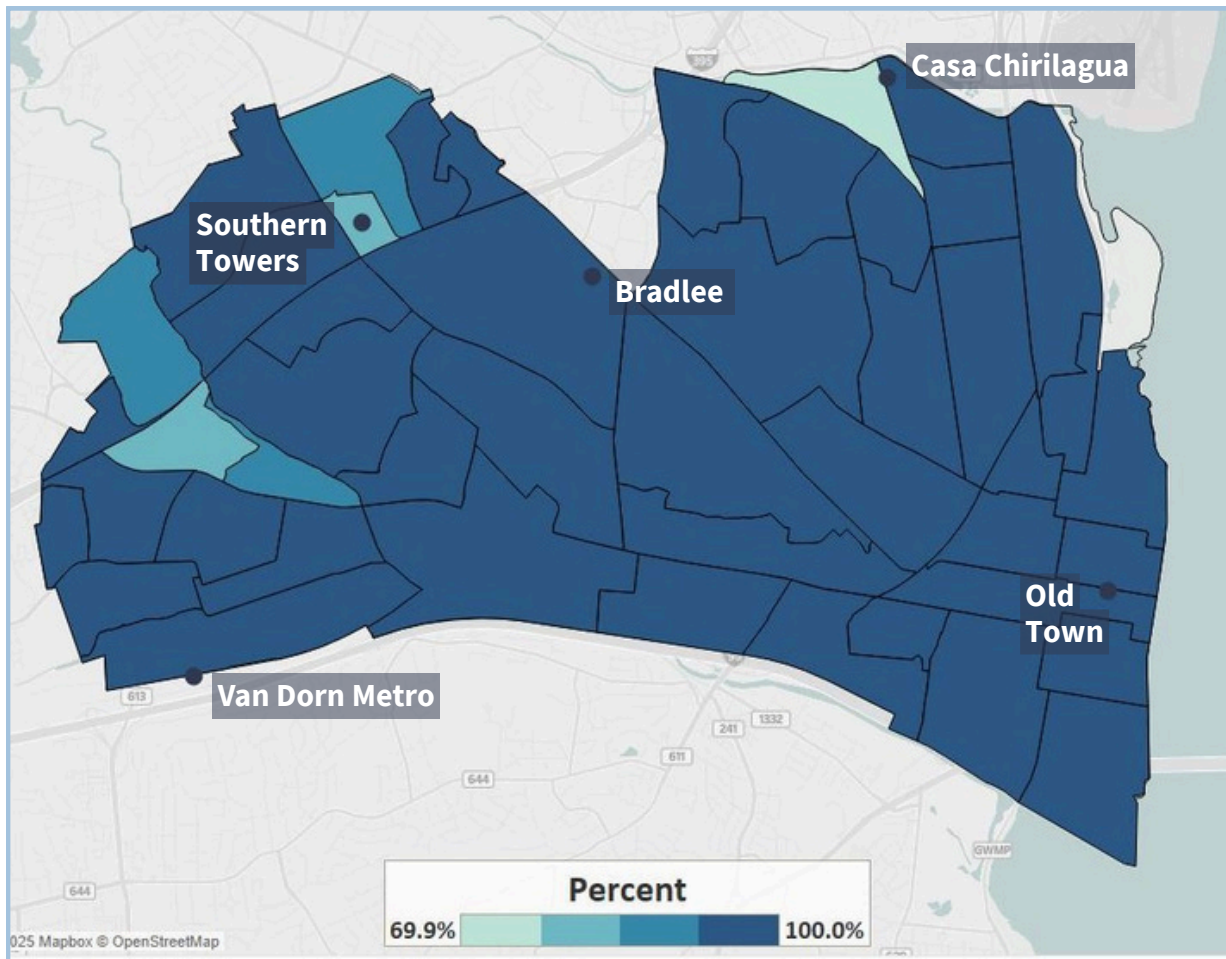 395
Casa Chirilagua
Southern
Towers
Bradlee
Old
Town
Van Dorn Metro
613
241
1332
611
644
GWMP
644
Percent
69.9%
100.0%
025 Mapbox © OpenStreetMap